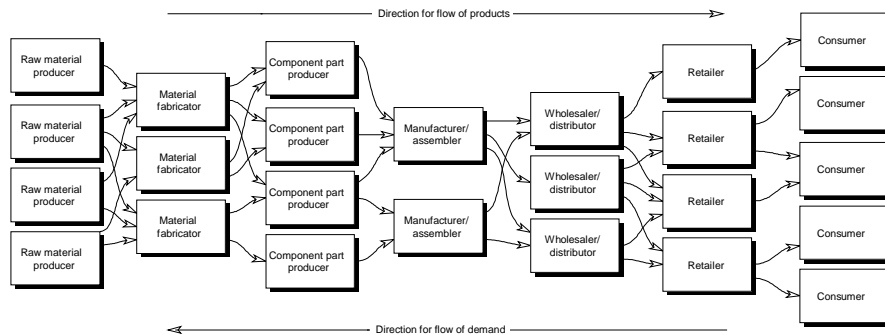 Direction for flow of products
Raw material
producer
Raw material
producer
Raw material
producer
Raw material
producer
Material
fabricator
Material
fabricator
Material
fabricator
Component part
producer
Component part
producer
Component part
producer
Component part
producer
Manufacturer/
assembler
Manufacturer/
assembler
Wholesaler/
distributor
Wholesaler/
distributor
Wholesaler/
distributor
Retailer
Retailer
Retailer
Retailer
Consumer
Consumer
Consumer
Consumer
Consumer
Direction for flow of demand